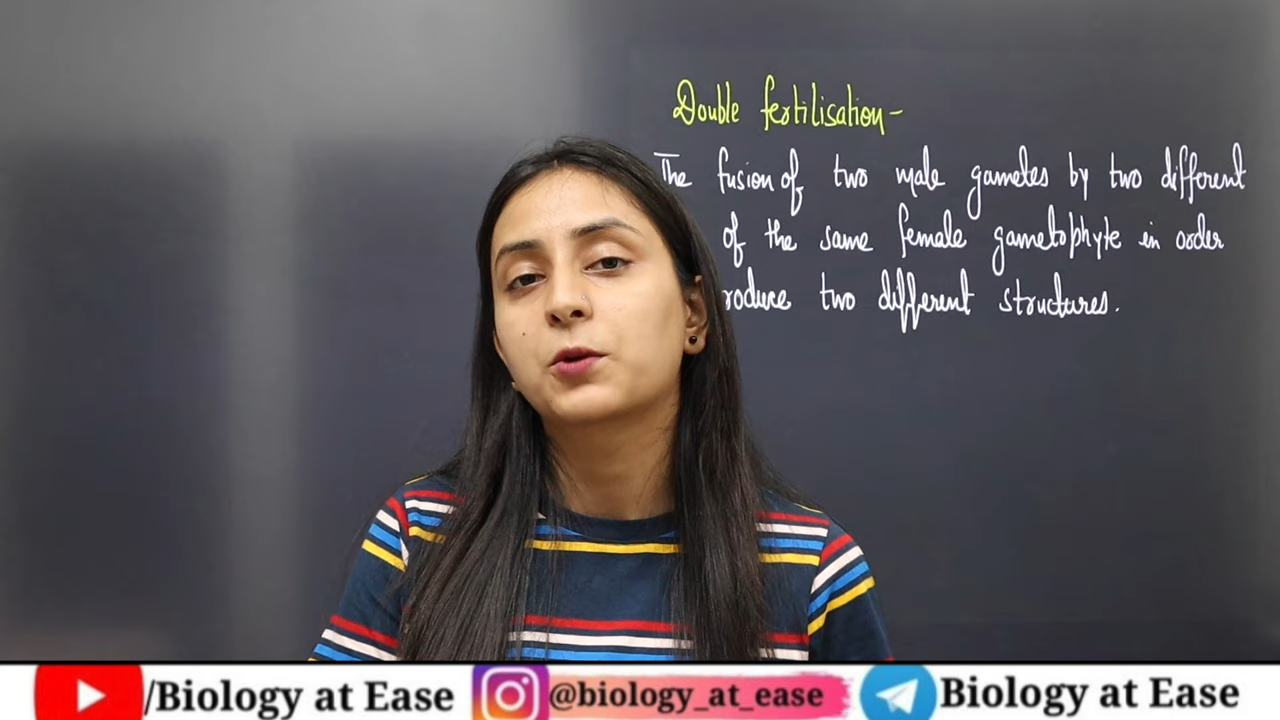 Double fertilisation-
The fusion of two male gametes by two different
of the same female gametophyte in order
roduce two different structures.
/Biology at Ease @biology_at_ease Biology at Ease